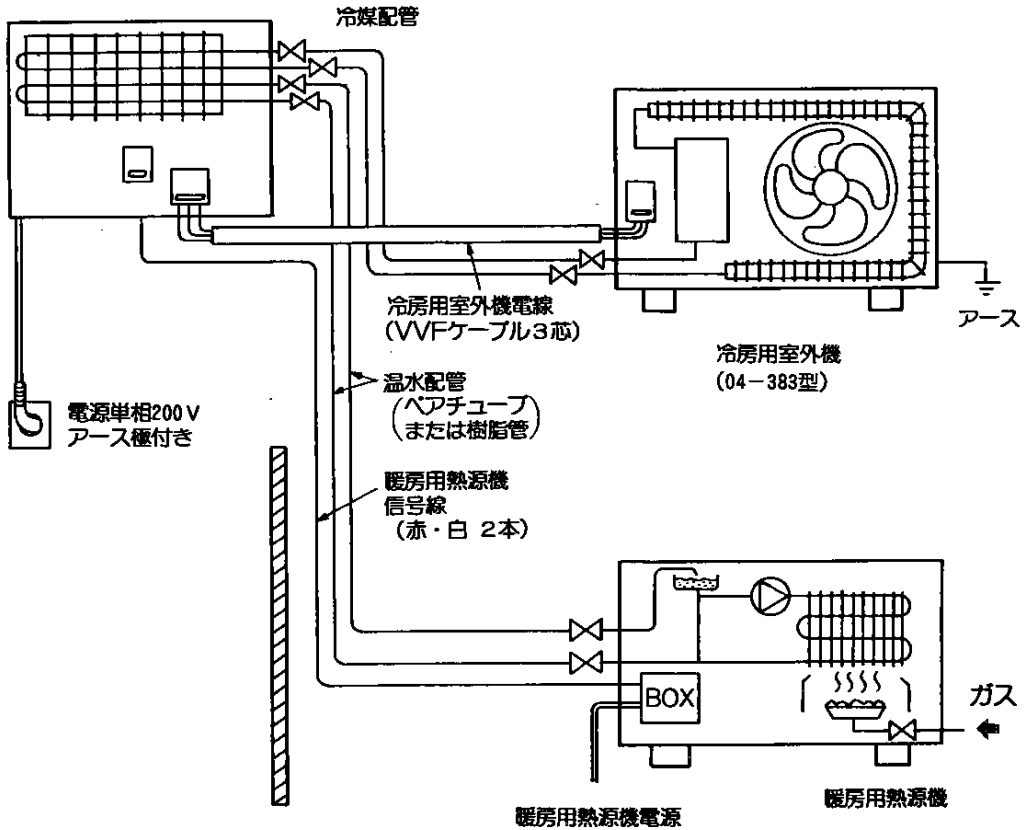 冷媒配管
冷房用室外機電線
(VVFケーブル3芯)
アース
冷房用室外機
(04-383型)
電源単相200V
アース極付き
温水配管
(ペアチューブ
または樹脂管)
暖房用熱源機
信号線
(赤・白 2本)
BOX
ガス
暖房用熱源機電源
暖房用熱源機